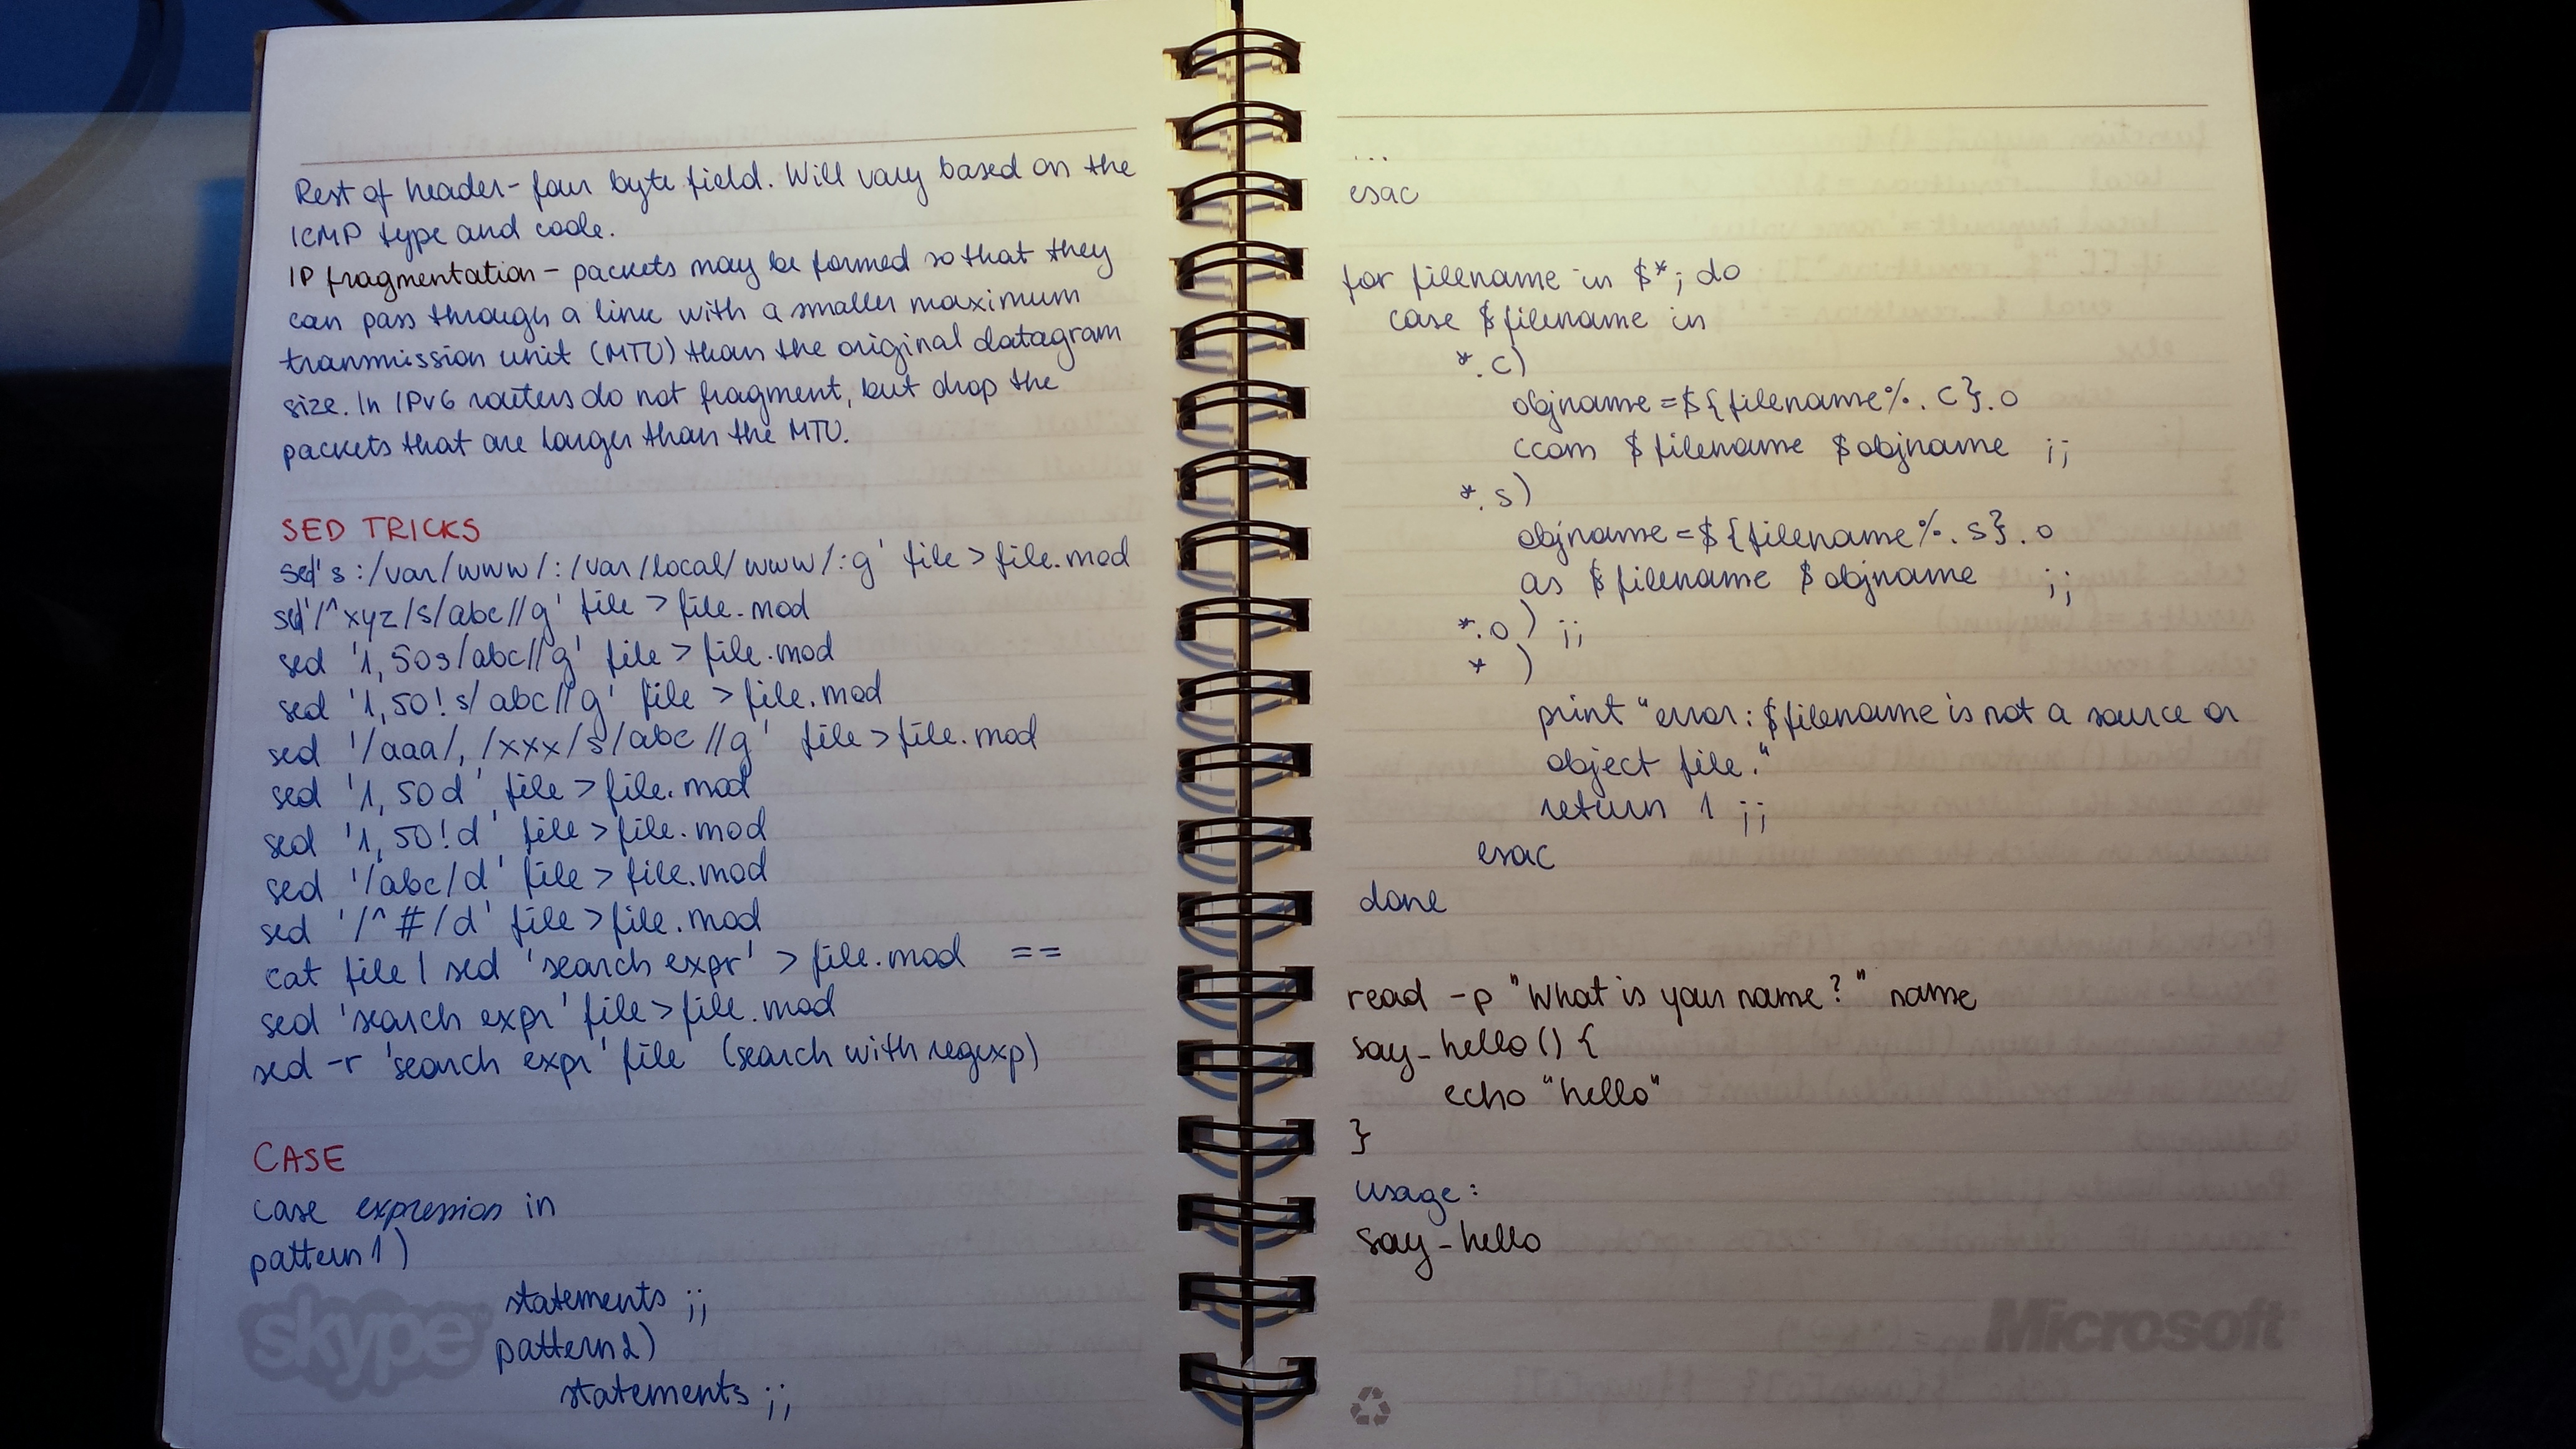 Rest of header - four byte field. Will vary based on the
ICMP type and code.
IP fragmentation - packets may be formed so that they
can pass through a link with a smaller maximum
transmission unit (MTU) than the original datagram
size. In IPv6 routers do not fragment, but drop the
packets that are larger than the MTU.
SED TRICKS
sed 's:/var/www/:/var/local/www/:g' file > file.mod
sed '/^xyz/s/abc//g' file > file.mod
sed '1,50s/abc//g' file > file.mod
sed '1,50!s/abc//g' file > file.mod
sed '/aaa/,/xxx/s/abc//g' file > file.mod
sed '1,50d' file > file.mod
sed '1,50!d' file > file.mod
sed '/abc/d' file > file.mod
sed '/^#/d' file > file.mod
cat file | sed 'search expr' > file.mod ==
sed 'search expr' file > file.mod
sed -r 'search expr' file (search with regexp)
CASE
case expression in
pattern1)
statements ;;
pattern2)
statements ;;
skype
...
esac
for filename in $*; do
case $filename in
*.c)
objname=${filename%.c}.o
ccom $filename $objname ;;
*.s)
objname=${filename%.s}.o
as $filename $objname ;;
*.o) ;;
*)
print "error: $filename is not a source or
object file."
return 1 ;;
esac
done
read -p "What is your name?" name
say_hello() {
echo "hello"
}
usage:
say_hello
Microsoft